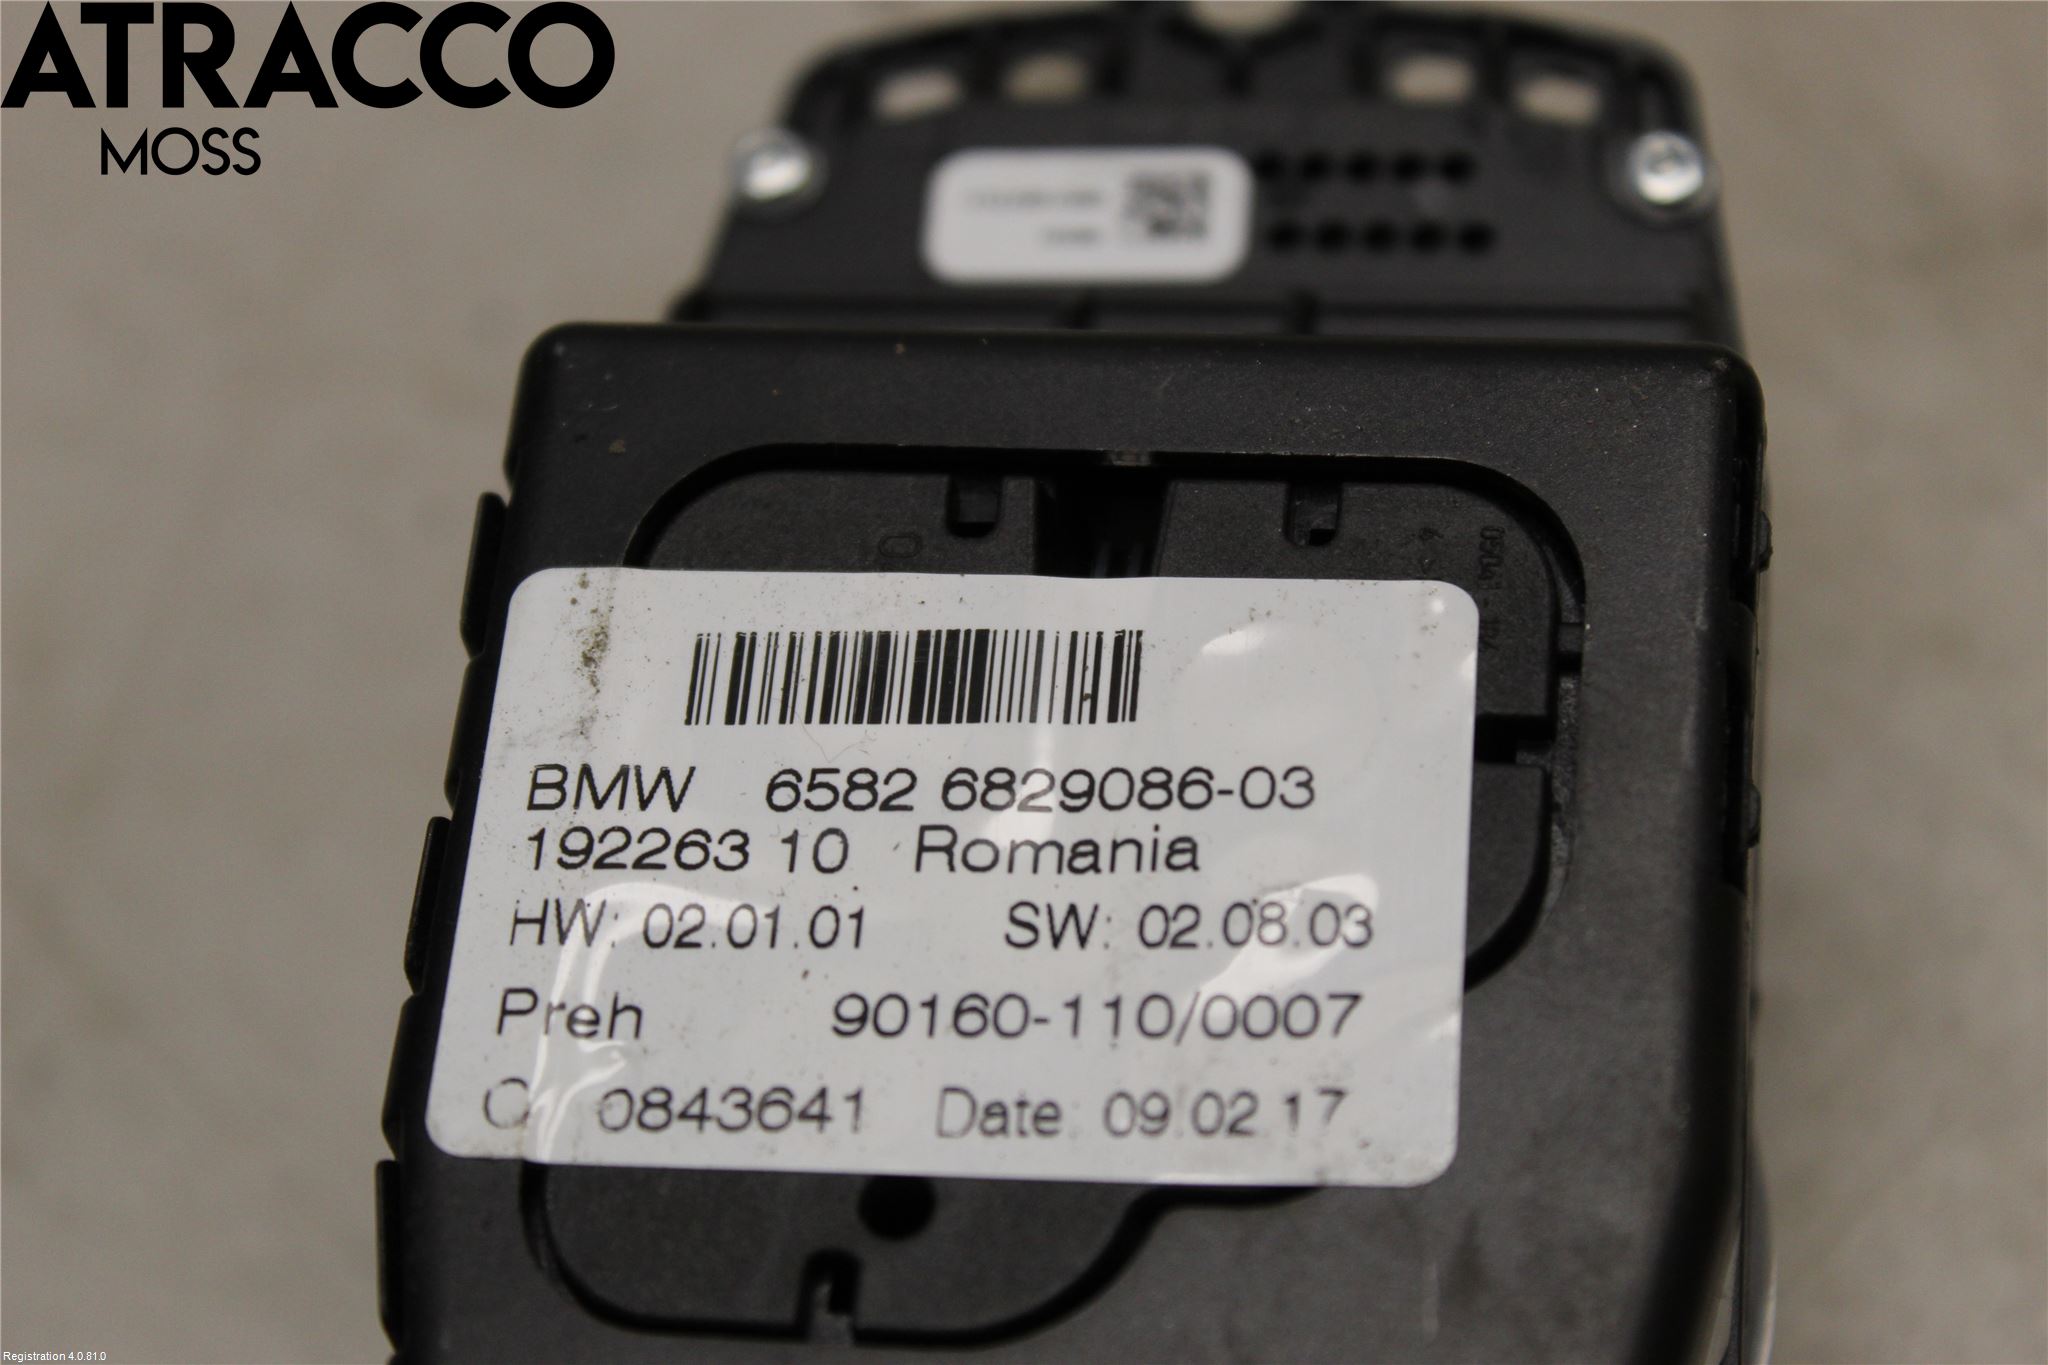 ATRACCO
MOSS
BMW 6582 6829086-03
192263 10 Romania
HW: 02.01.01 SW: 02.08.03
Preh 90160-110/0007
0843641 Date: 09.02.17
Registration 4.0.81.0